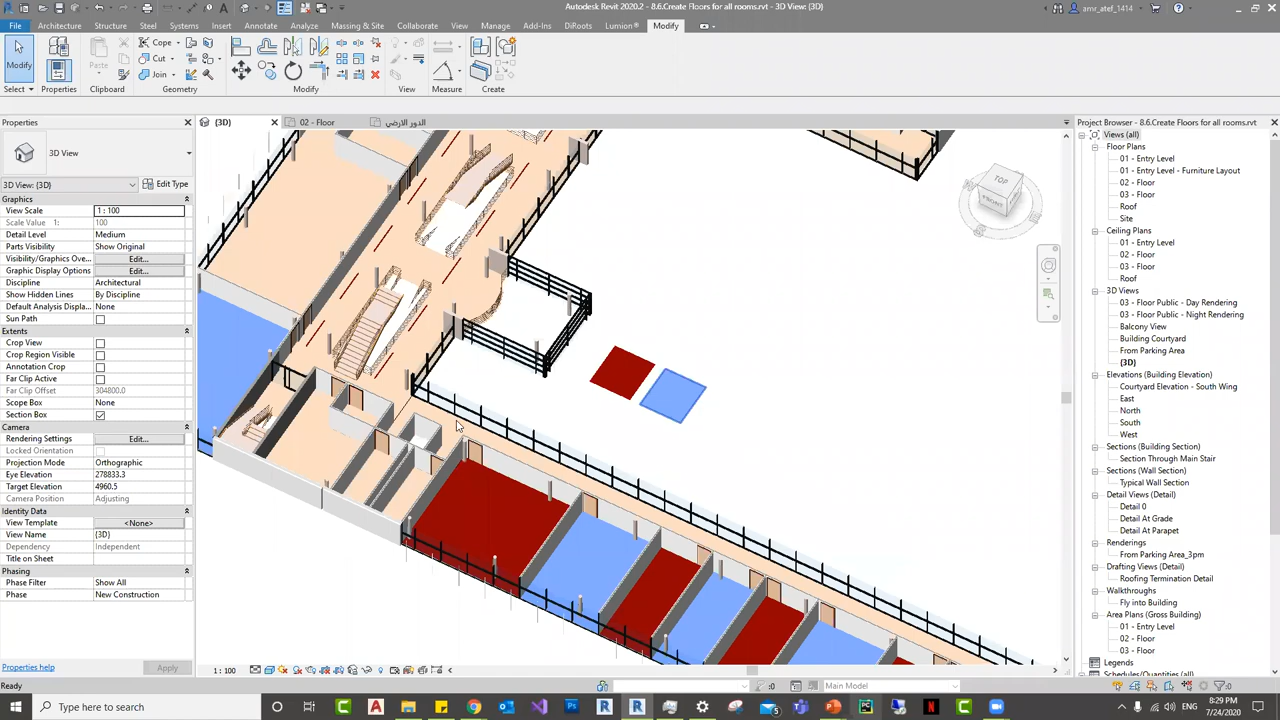 Autodesk Revit 2020.2 - 8.6.Create Floors for all rooms.rvt - 3D View: {3D}
amr_atef_1414
File Architecture Structure Steel Systems Insert Annotate Analyze Massing & Site Collaborate View Manage Add-Ins DiRoots Lumion® Modify
Modify Paste Cope Cut Join
Select Properties Clipboard Geometry Modify View Measure Create
Properties
{3D} 02 - Floor الدور الارضي
Project Browser - 8.6.Create Floors for all rooms.rvt
3D View
3D View: {3D} Edit Type
Graphics
View Scale 1 : 100
Scale Value 1: 100
Detail Level Medium
Parts Visibility Show Original
Visibility/Graphics Ove... Edit...
Graphic Display Options Edit...
Discipline Architectural
Show Hidden Lines By Discipline
Default Analysis Displa... None
Sun Path
Extents
Crop View
Crop Region Visible
Annotation Crop
Far Clip Active
Far Clip Offset 304800.0
Scope Box None
Section Box
Camera
Rendering Settings Edit...
Locked Orientation
Projection Mode Orthographic
Eye Elevation 278833.3
Target Elevation 4960.5
Camera Position Adjusting
Identity Data
View Template <None>
View Name {3D}
Dependency Independent
Title on Sheet
Phasing
Phase Filter Show All
Phase New Construction
Properties help Apply
TOP
FRONT
Views (all)
Floor Plans
01 - Entry Level
01 - Entry Level - Furniture Layout
02 - Floor
03 - Floor
Roof
Site
Ceiling Plans
01 - Entry Level
02 - Floor
03 - Floor
Roof
3D Views
03 - Floor Public - Day Rendering
03 - Floor Public - Night Rendering
Balcony View
Building Courtyard
From Parking Area
{3D}
Elevations (Building Elevation)
Courtyard Elevation - South Wing
East
North
South
West
Sections (Building Section)
Section Through Main Stair
Sections (Wall Section)
Typical Wall Section
Detail Views (Detail)
Detail 0
Detail At Grade
Detail At Parapet
Renderings
From Parking Area_3pm
Drafting Views (Detail)
Roofing Termination Detail
Walkthroughs
Fly into Building
Area Plans (Gross Building)
01 - Entry Level
02 - Floor
03 - Floor
Legends
Schedules/Quantities (all)
1 : 100
Ready :0 Main Model :0
Type here to search
8:29 PM
7/24/2020